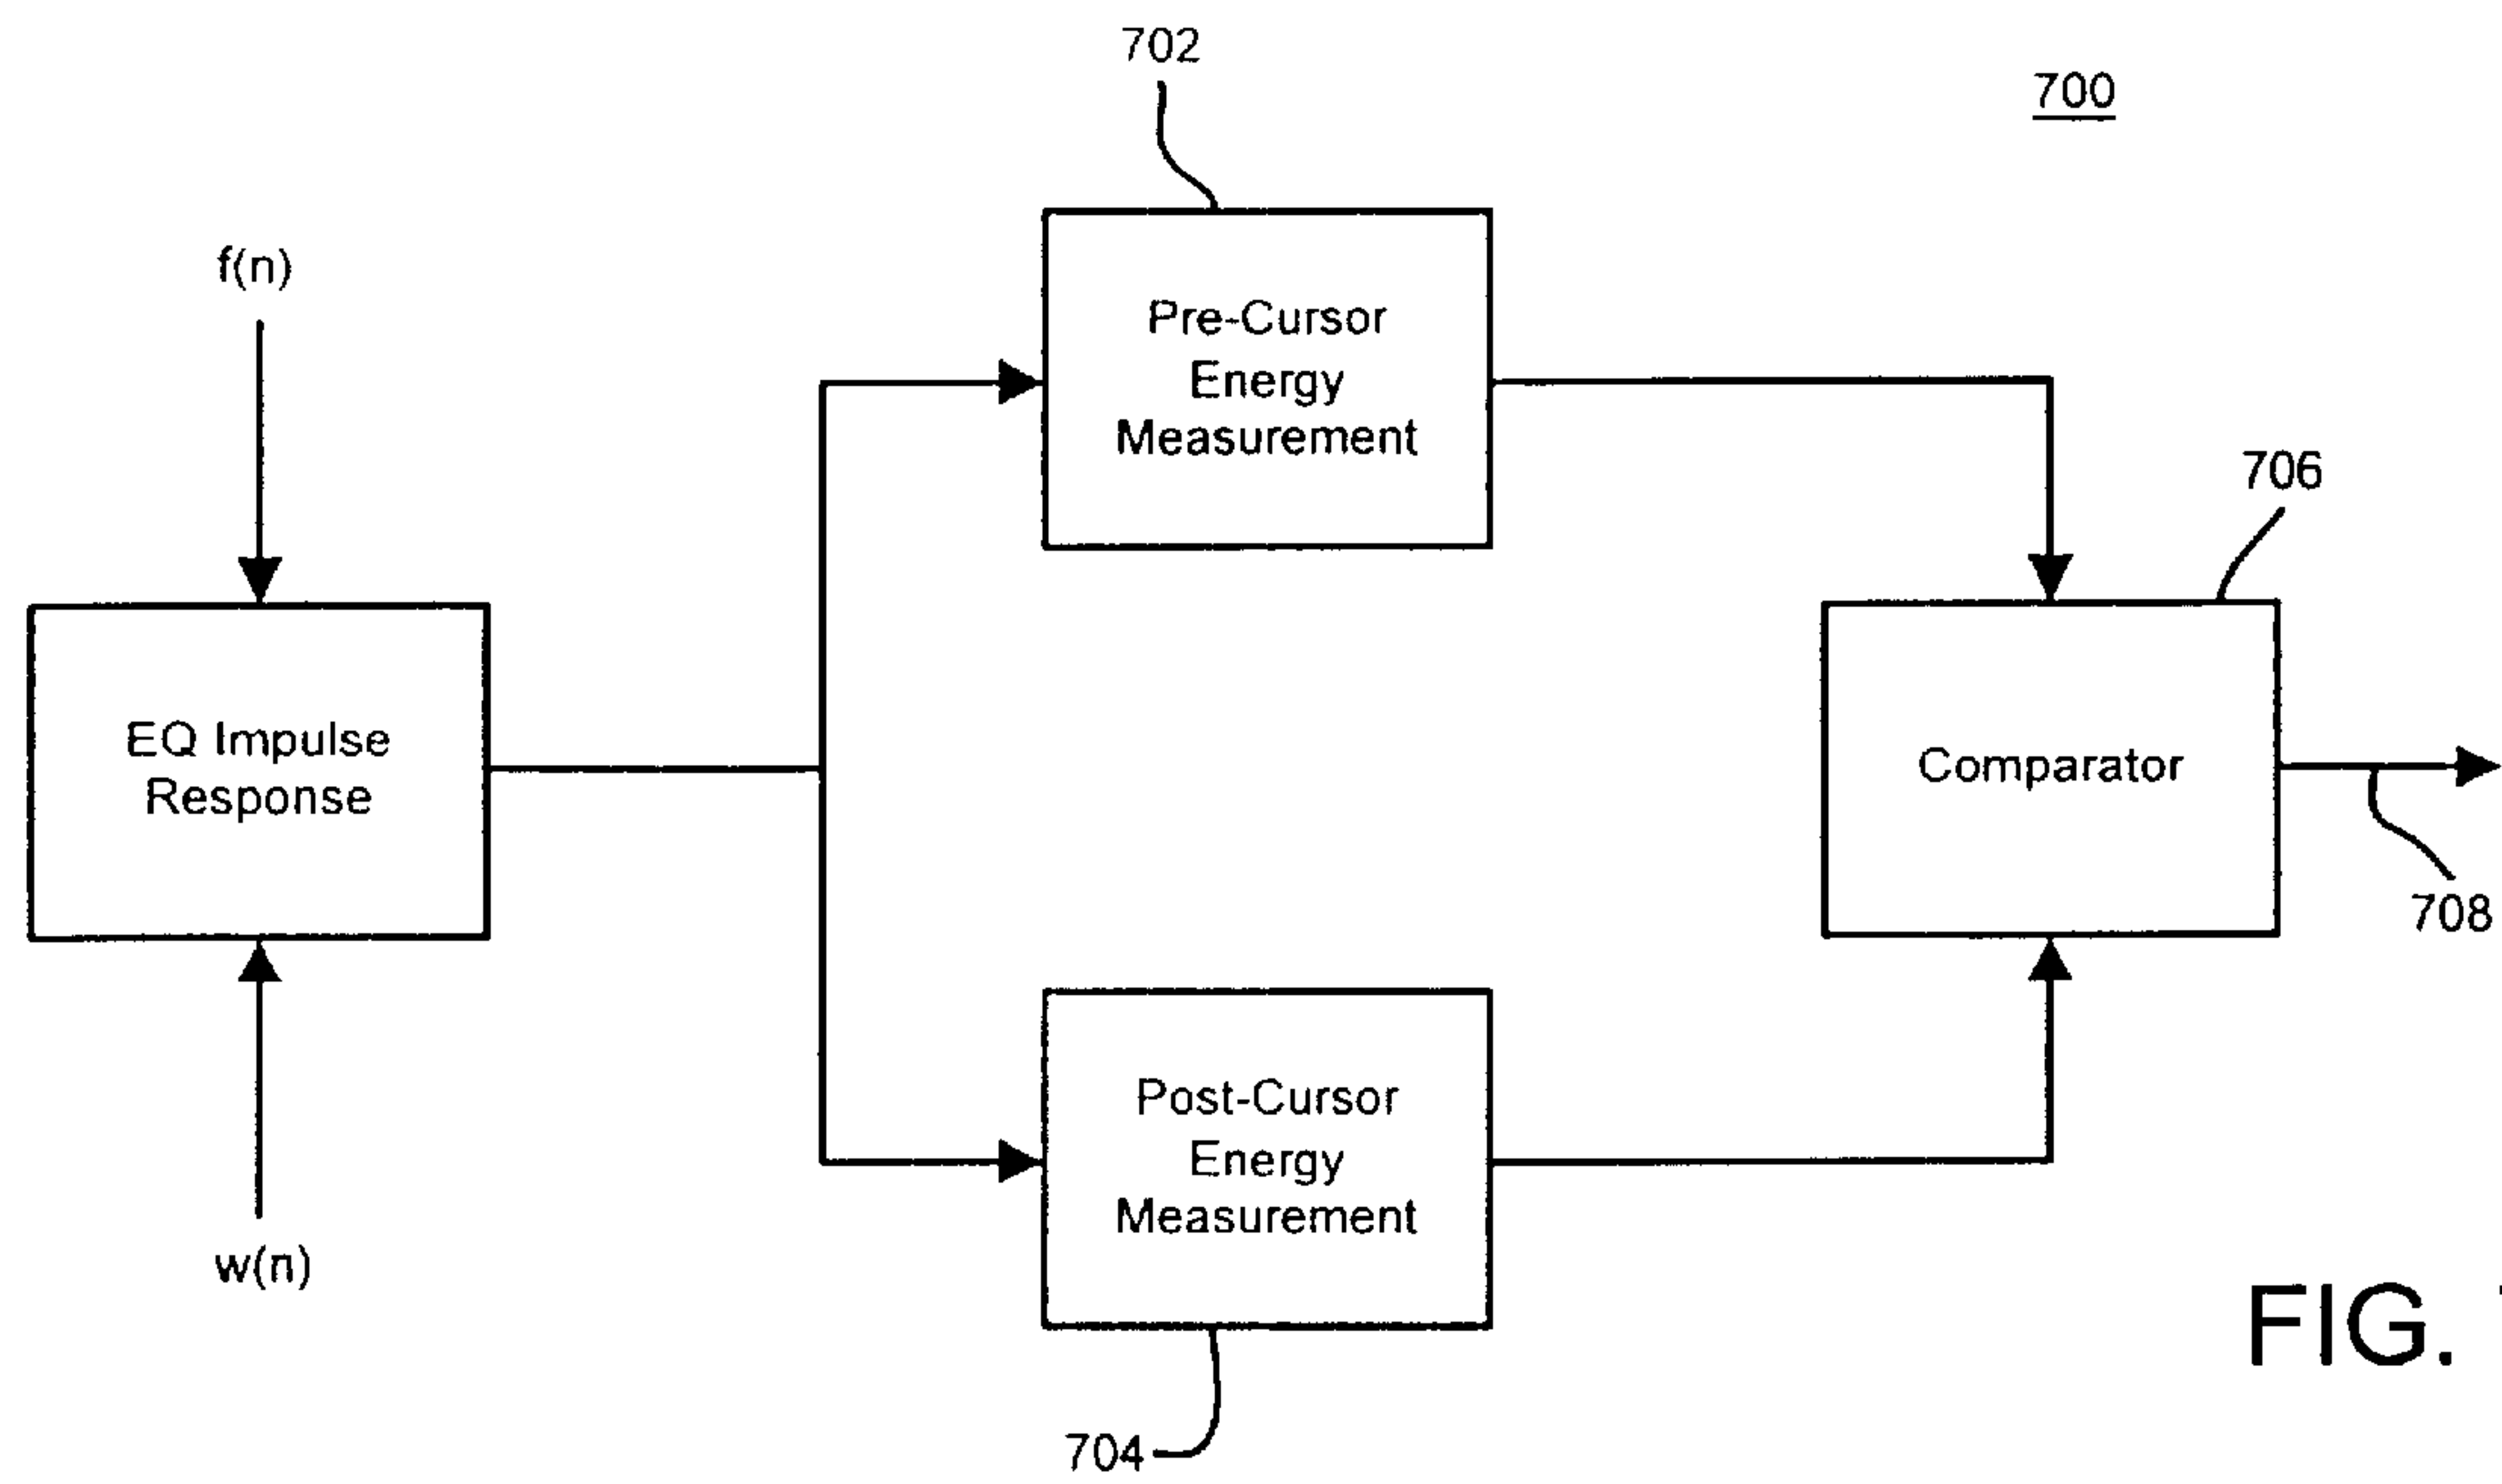 702
700
f(n)
Pre-Cursor
Energy
Measurement
706
EQ Impulse
Response
Comparator
708
Post-Cursor
Energy
Measurement
w(n)
FIG.
704